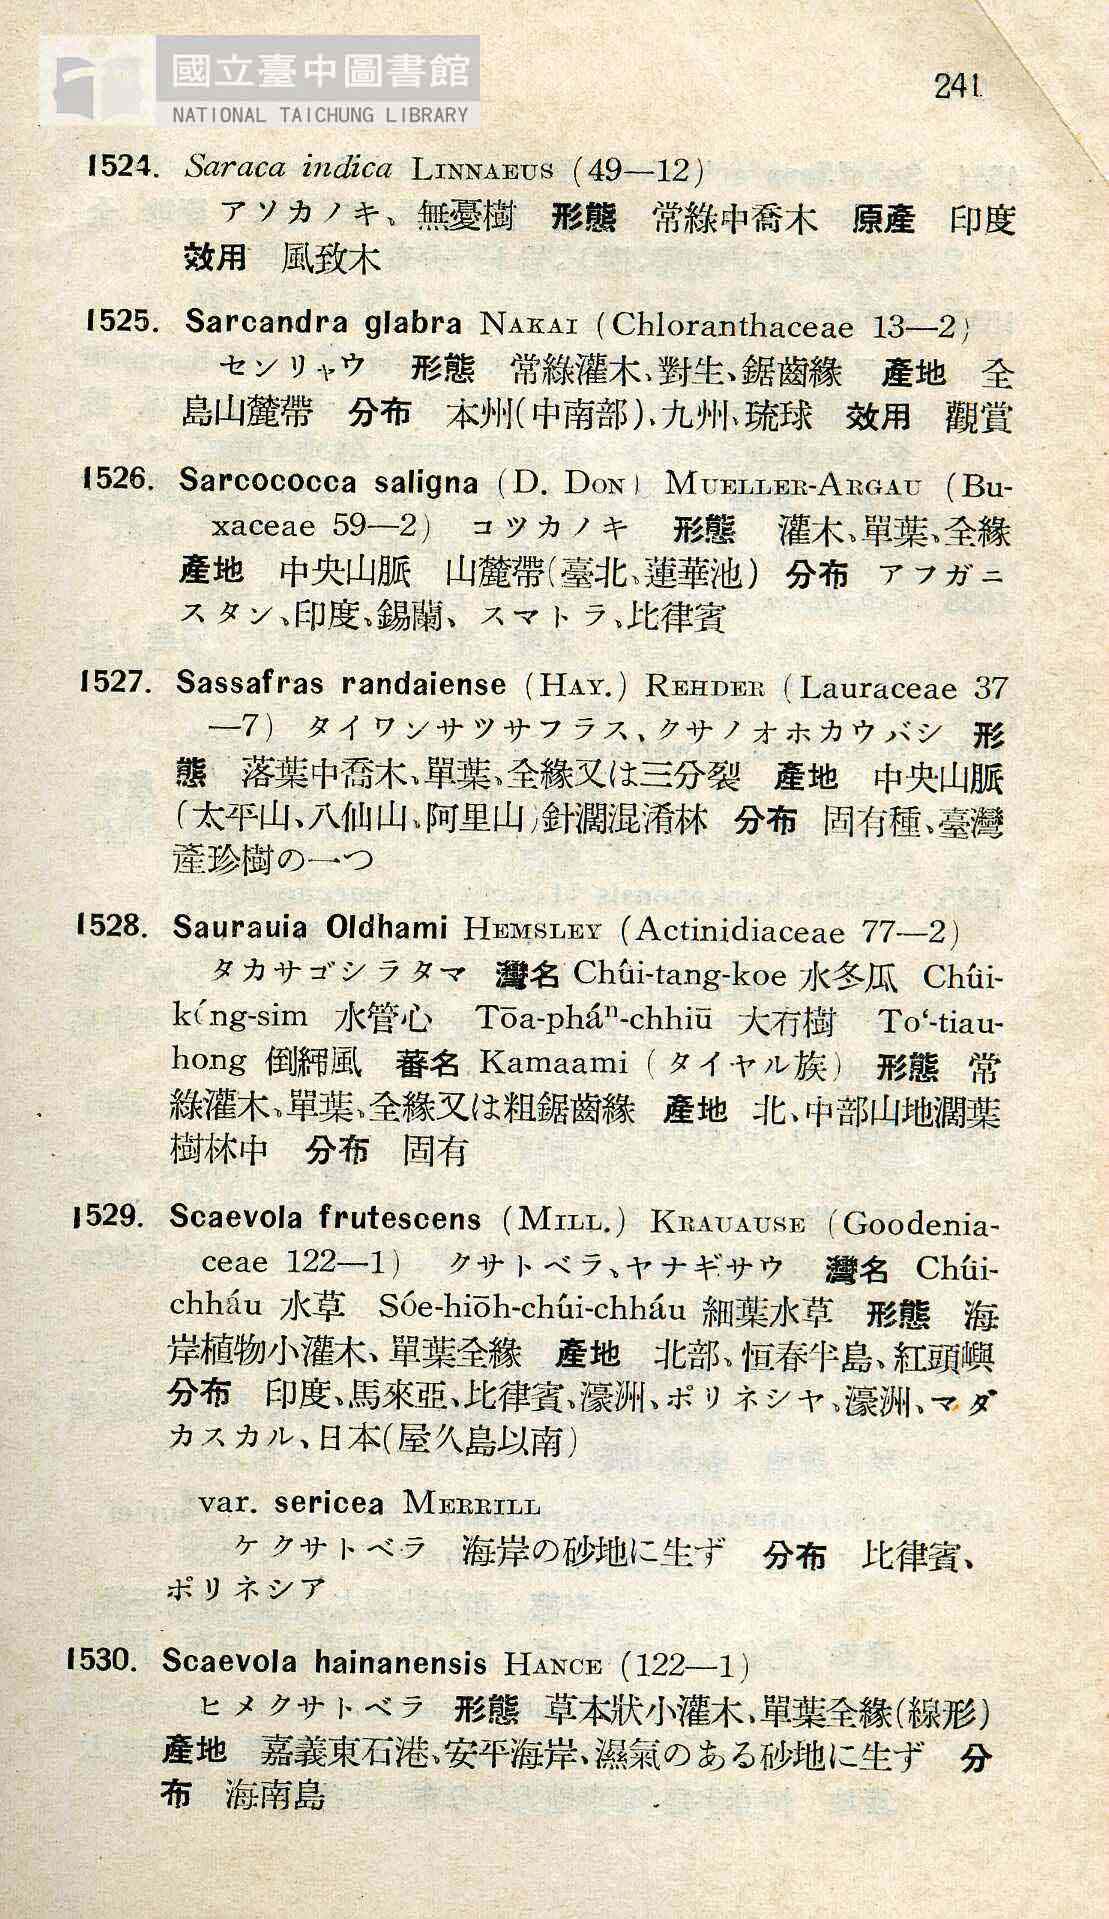 國立臺中圖書館
NATIONAL TAICHUNG LIBRARY
241
1524. Saraca indica LINNAEUS (49—12)
アソカノキ、無憂樹 形態 常綠中喬木 原產 印度
效用 風致木
1525. Sarcandra glabra NAKAI (Chloranthaceae 13—2)
センリャウ 形態 常綠灌木、對生、鋸齒緣 產地 全
島山麓帶 分布 本州(中南部)、九州、琉球 效用 觀賞
1526. Sarcococca saligna (D. DON) MUELLER-ARGAU (Bu-
xaceae 59—2) コツカノキ 形態 灌木、單葉、全緣
產地 中央山脈 山麓帶(臺北、蓮華池) 分布 アフガニ
スタン、印度、錫蘭、スマトラ、比律賓
1527. Sassafras randaiense (HAY.) REHDER (Lauraceae 37
—7) タイワンサツサフラス、クサノオホカウバシ 形
態 落葉中喬木、單葉、全緣又は三分裂 產地 中央山脈
(太平山、八仙山、阿里山)針濶混淆林 分布 固有種、臺灣
產珍樹の一つ
1528. Saurauia Oldhami HEMSLEY (Actinidiaceae 77—2)
タカサゴシラタマ 灣名 Chúi-tang-koe 水冬瓜 Chúi-
kíng-sim 水管心 Tōa-pháⁿ-chhiū 大冇樹 To‘-tiau-
hong 倒吊風 蕃名 Kamaami (タイヤル族) 形態 常
綠灌木、單葉、全緣又は粗鋸齒緣 產地 北、中部山地濶葉
樹林中 分布 固有
1529. Scaevola frutescens (MILL.) KRAUAUSE (Goodenia-
ceae 122—1) クサトベラ、ヤナギサウ 灣名 Chúi-
chháu 水草 Sóe-hiōh-chúi-chháu 細葉水草 形態 海
岸植物小灌木、單葉全緣 產地 北部、恒春半島、紅頭嶼
分布 印度、馬來亞、比律賓、濠洲、ポリネシヤ、濠洲、マダ
カスカル、日本(屋久島以南)
var. sericea MERRILL
ケクサトベラ 海岸の砂地に生ず 分布 比律賓、
ポリネシア
1530. Scaevola hainanensis HANCE (122—1)
ヒメクサトベラ 形態 草本狀小灌木、單葉全緣(線形)
產地 嘉義東石港、安平海岸、濕氣のある砂地に生ず 分
布 海南島